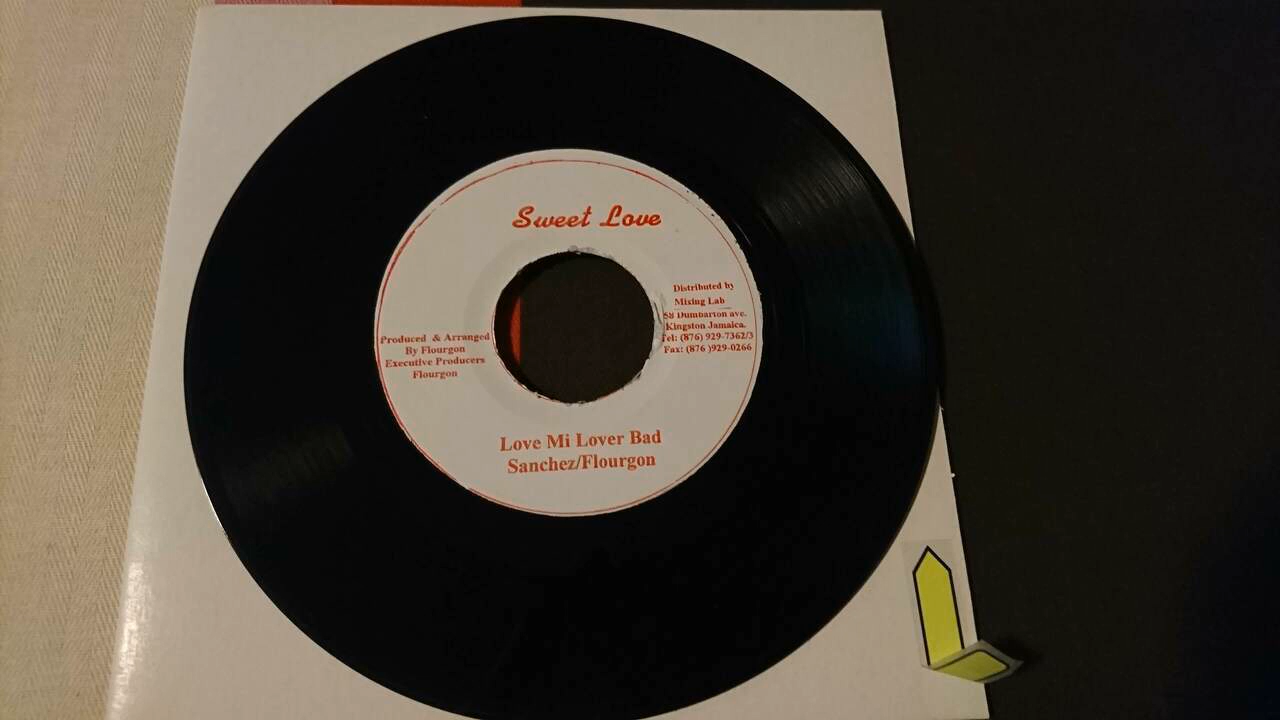 Sweet Love
Distributed by
Mixing Lab
58 Dumbarton ave.
Kingston Jamaica.
Tel: (876) 929-7362/3
Fax: (876 )929-0266
Produced & Arranged
By Flourgon
Executive Producers
Flourgon
Love Mi Lover Bad
Sanchez/Flourgon